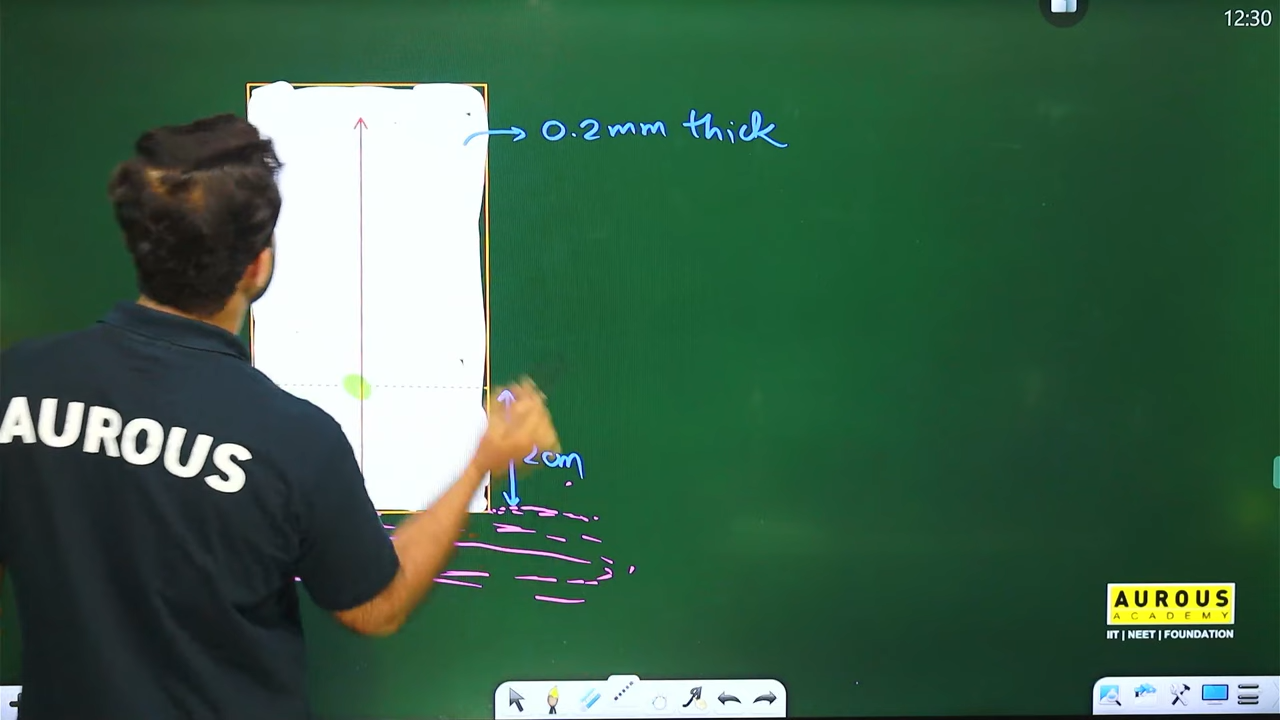 12:30
0.2mm thick
2cm
AUROUS
AUROUS
ACADEMY
IIT | NEET | FOUNDATION